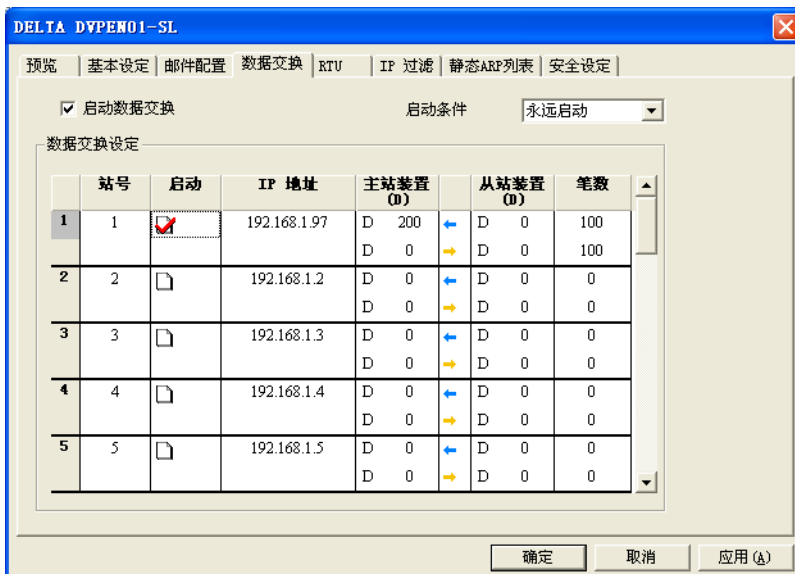 DELTA DVPEN01-SL
预览 基本设定 邮件配置 数据交换 RTU IP 过滤 静态ARP列表 安全设定
启动数据交换 启动条件 永远启动
数据交换设定
站号 启动 IP 地址 主站装置 (D) 从站装置 (D) 笔数
1 1 192.168.1.97 D 200 D 0 100
D 0 D 0 100
2 2 192.168.1.2 D 0 D 0 0
D 0 D 0 0
3 3 192.168.1.3 D 0 D 0 0
D 0 D 0 0
4 4 192.168.1.4 D 0 D 0 0
D 0 D 0 0
5 5 192.168.1.5 D 0 D 0 0
D 0 D 0 0
确定 取消 应用(A)